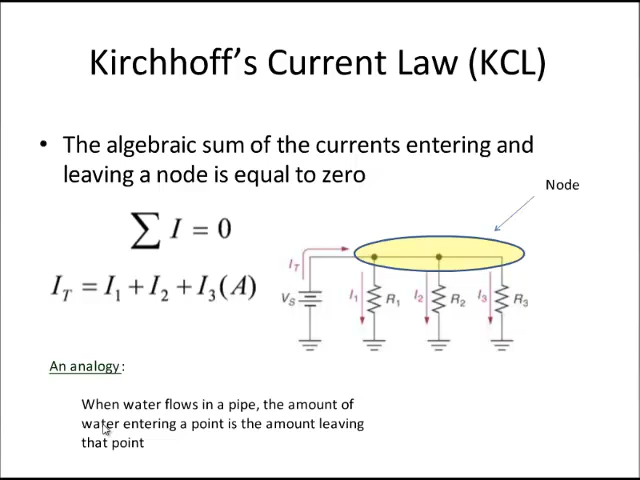 Kirchhoff's Current Law (KCL)
• The algebraic sum of the currents entering and
leaving a node is equal to zero
Node
∑ I = 0
I_T = I_1 + I_2 + I_3 (A)
I_T
V_S
I_1
R_1
I_2
R_2
I_3
R_3
An analogy:
When water flows in a pipe, the amount of
water entering a point is the amount leaving
that point